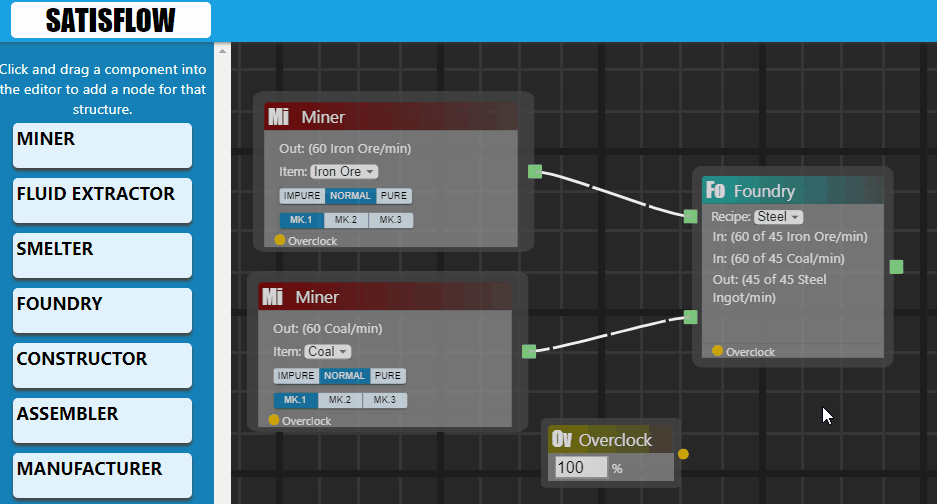 SATISFLOW
Click and drag a component into
the editor to add a node for that
structure.
MINER
FLUID EXTRACTOR
SMELTER
FOUNDRY
CONSTRUCTOR
ASSEMBLER
MANUFACTURER
Mi Miner
Out: (60 Iron Ore/min)
Item: Iron Ore
IMPURE NORMAL PURE
MK.1 MK.2 MK.3
Overclock
Mi Miner
Out: (60 Coal/min)
Item: Coal
IMPURE NORMAL PURE
MK.1 MK.2 MK.3
Overclock
Fo Foundry
Recipe: Steel
In: (60 of 45 Iron Ore/min)
In: (60 of 45 Coal/min)
Out: (45 of 45 Steel
Ingot/min)
Overclock
Ov Overclock
100 %